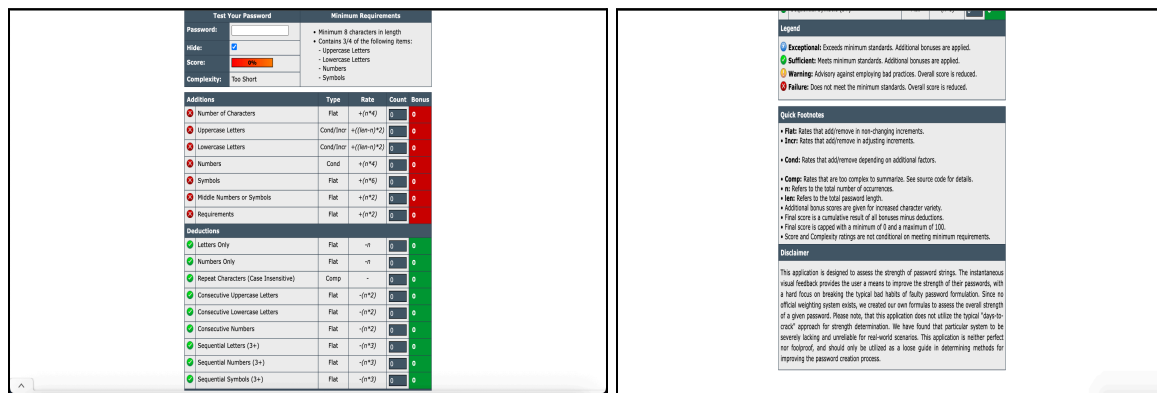 Test Your Password
Minimum Requirements
Password:
• Minimum 8 characters in length
• Contains 3/4 of the following items:
- Uppercase Letters
- Lowercase Letters
- Numbers
- Symbols
Hide:
Score: 0%
Complexity: Too Short
Additions Type Rate Count Bonus
Number of Characters Flat +(n*4) 0 0
Uppercase Letters Cond/Incr +((len-n)*2) 0 0
Lowercase Letters Cond/Incr +((len-n)*2) 0 0
Numbers Cond +(n*4) 0 0
Symbols Flat +(n*6) 0 0
Middle Numbers or Symbols Flat +(n*2) 0 0
Requirements Flat +(n*2) 0 0
Deductions
Letters Only Flat -n 0 0
Numbers Only Flat -n 0 0
Repeat Characters (Case Insensitive) Comp - 0 0
Consecutive Uppercase Letters Flat -(n*2) 0 0
Consecutive Lowercase Letters Flat -(n*2) 0 0
Consecutive Numbers Flat -(n*2) 0 0
Sequential Letters (3+) Flat -(n*3) 0 0
Sequential Numbers (3+) Flat -(n*3) 0 0
Sequential Symbols (3+) Flat -(n*3) 0 0
Legend
Exceptional: Exceeds minimum standards. Additional bonuses are applied.
Sufficient: Meets minimum standards. Additional bonuses are applied.
Warning: Advisory against employing bad practices. Overall score is reduced.
Failure: Does not meet the minimum standards. Overall score is reduced.
Quick Footnotes
• Flat: Rates that add/remove in non-changing increments.
• Incr: Rates that add/remove in adjusting increments.
• Cond: Rates that add/remove depending on additional factors.
• Comp: Rates that are too complex to summarize. See source code for details.
• n: Refers to the total number of occurrences.
• len: Refers to the total password length.
• Additional bonus scores are given for increased character variety.
• Final score is a cumulative result of all bonuses minus deductions.
• Final score is capped with a minimum of 0 and a maximum of 100.
• Score and Complexity ratings are not conditional on meeting minimum requirements.
Disclaimer
This application is designed to assess the strength of password strings. The instantaneous
visual feedback provides the user a means to improve the strength of their passwords, with
a hard focus on breaking the typical bad habits of faulty password formulation. Since no
official weighting system exists, we created our own formulas to assess the overall strength
of a given password. Please note, that this application does not utilize the typical "days-to-
crack" approach for strength determination. We have found that particular system to be
severely lacking and unreliable for real-world scenarios. This application is neither perfect
nor foolproof, and should only be utilized as a loose guide in determining methods for
improving the password creation process.